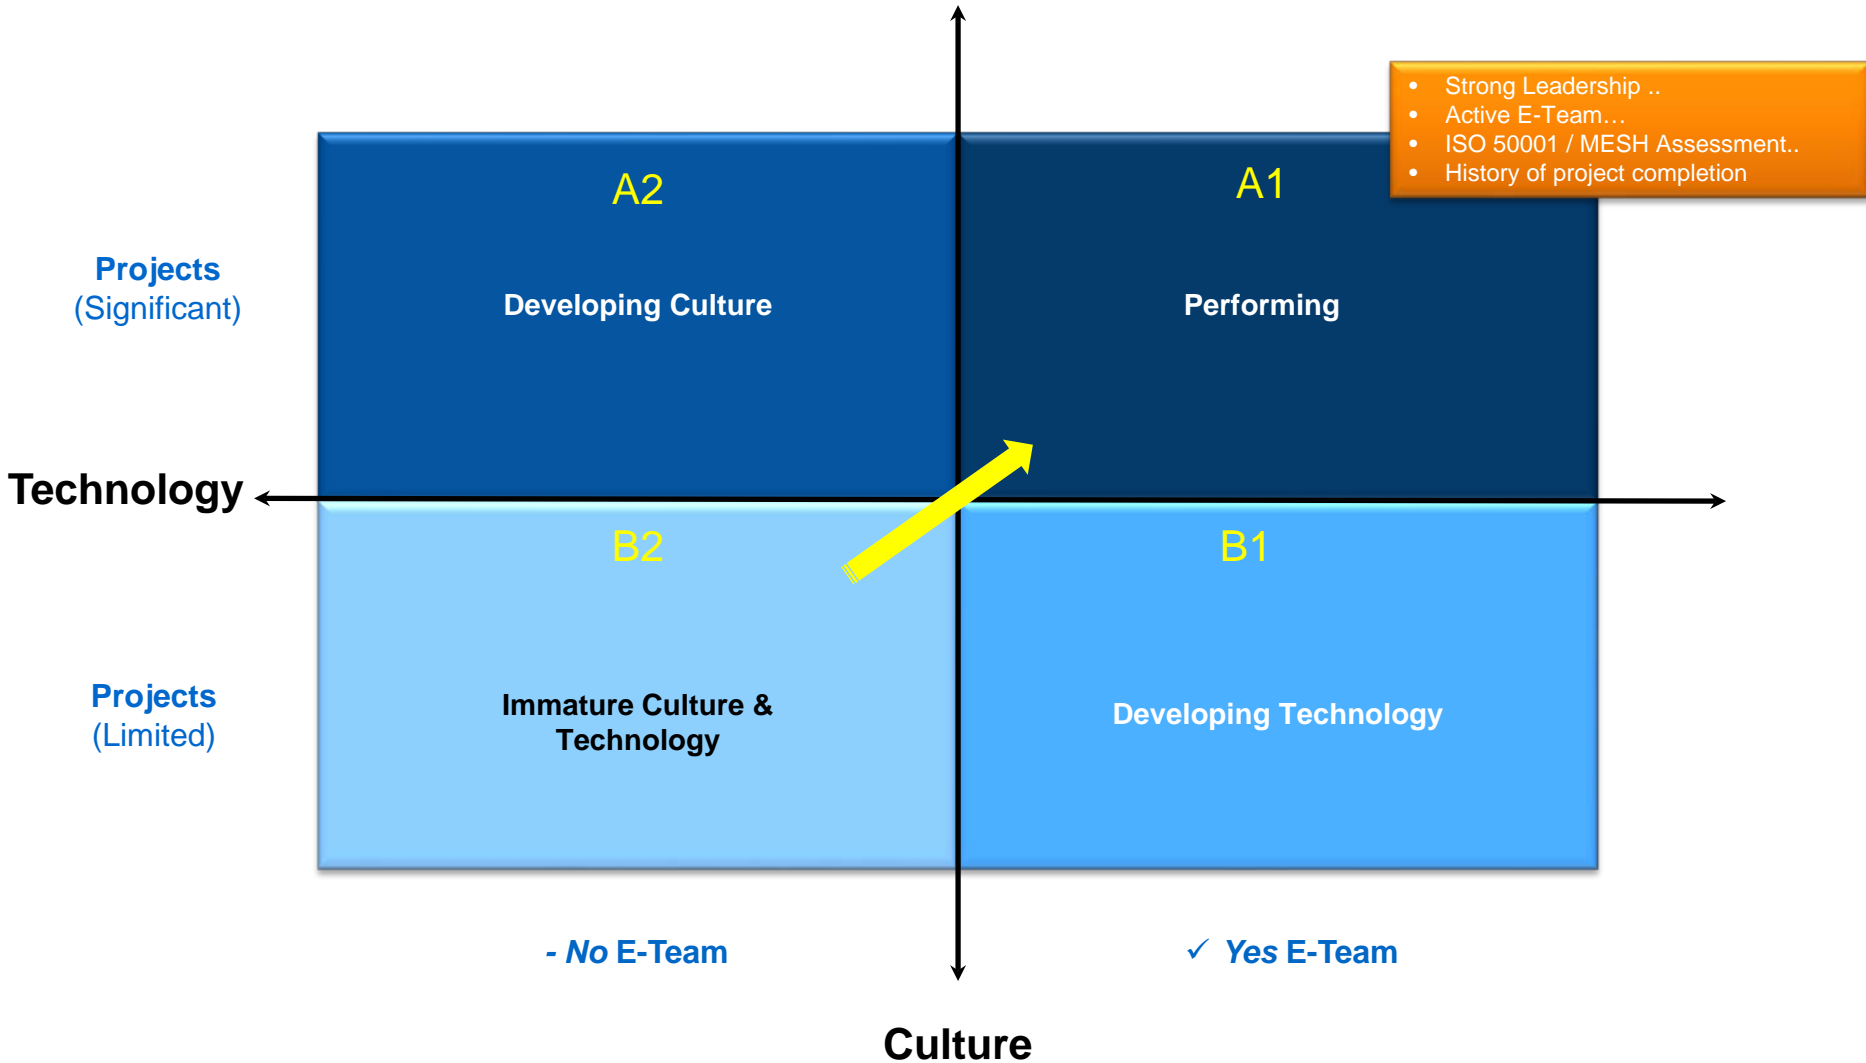 • Strong Leadership ..
• Active E-Team…
• ISO 50001 / MESH Assessment..
• History of project completion
A2
A1
Projects
(Significant)
Developing Culture
Performing
Technology
B2
B1
Projects
(Limited)
Immature Culture &
Technology
Developing Technology
- No E-Team
✓ Yes E-Team
Culture